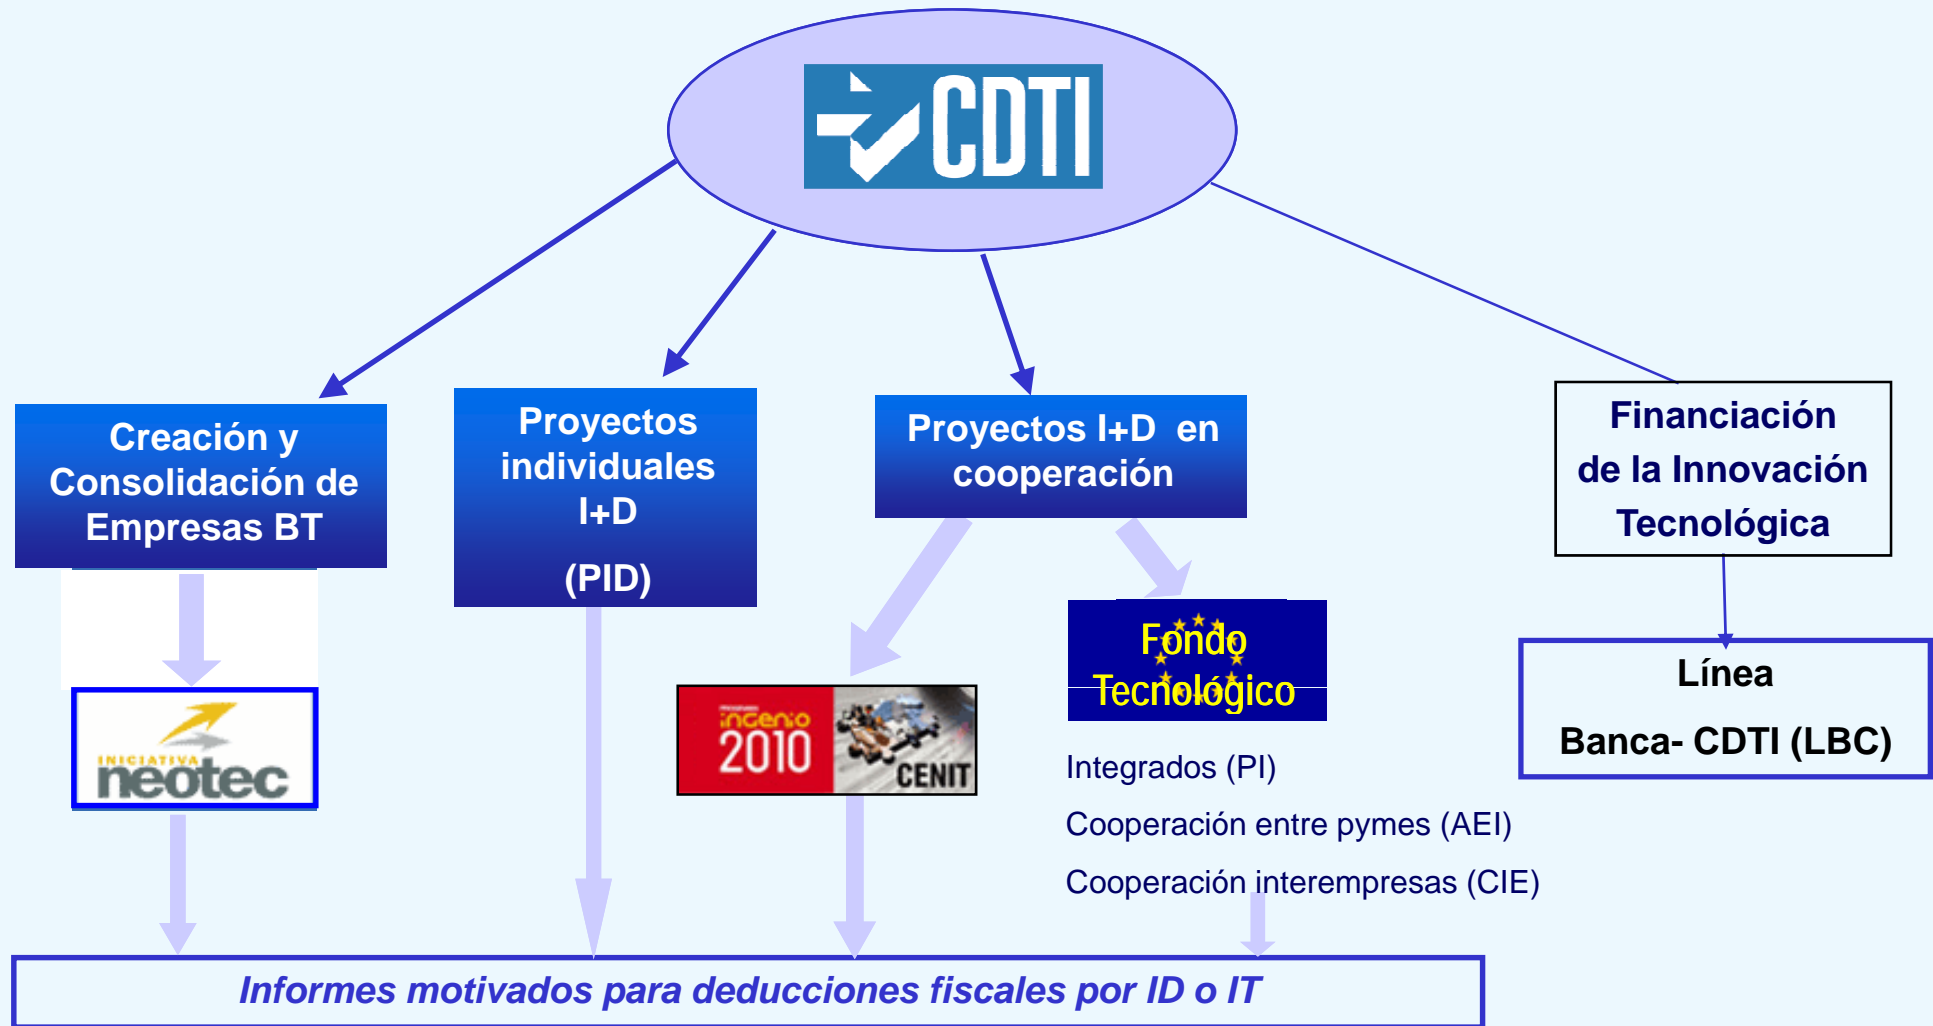 CDTI
Creación y
Consolidación de
Empresas BT
Proyectos
individuales
I+D
(PID)
Proyectos I+D en
cooperación
Financiación
de la Innovación
Tecnológica
INICIATIVA
neotec
PROGRAMA
ingenio
2010
CENIT
Fondo
Tecnológico
Integrados (PI)
Cooperación entre pymes (AEI)
Cooperación interempresas (CIE)
Línea
Banca- CDTI (LBC)
Informes motivados para deducciones fiscales por ID o IT